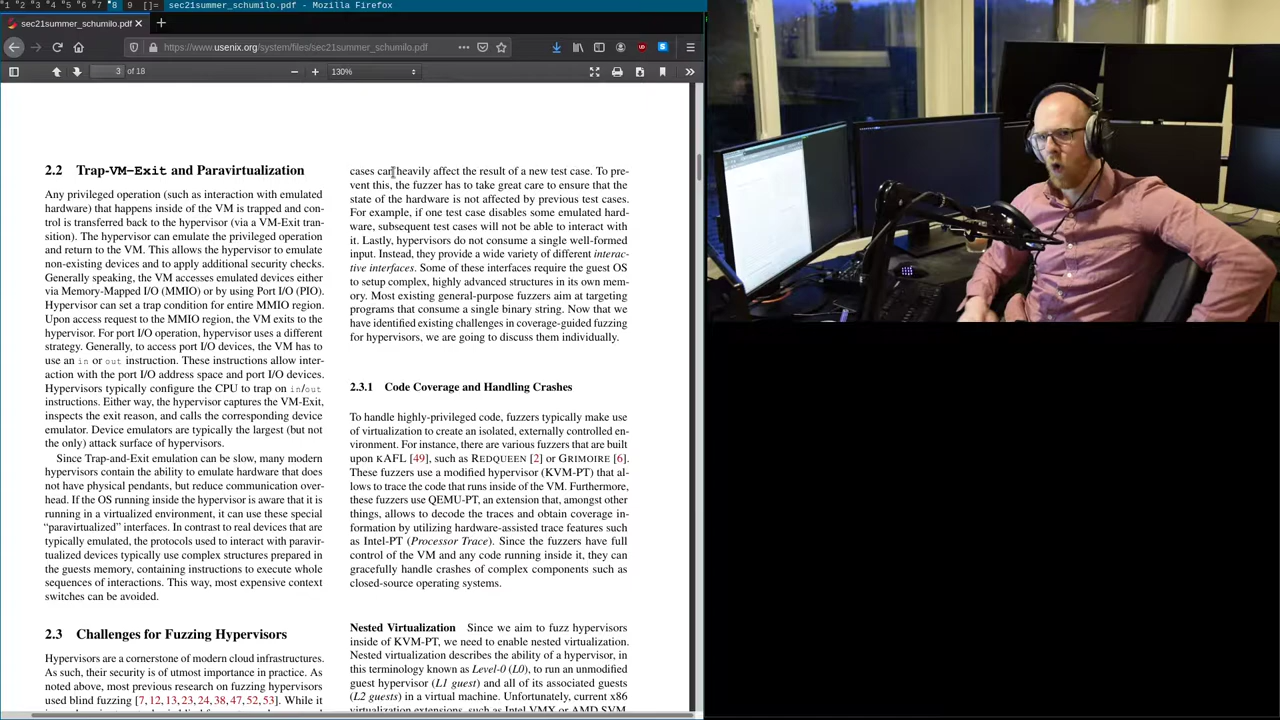 1 2 3 4 5 6 7 8 9 []= sec21summer_schumilo.pdf - Mozilla Firefox
sec21summer_schumilo.pdf
https://www.usenix.org/system/files/sec21summer_schumilo.pdf
3 of 18
130%
2.2 Trap-VM-Exit and Paravirtualization
Any privileged operation (such as interaction with emulated
hardware) that happens inside of the VM is trapped and con-
trol is transferred back to the hypervisor (via a VM-Exit tran-
sition). The hypervisor can emulate the privileged operation
and return to the VM. This allows the hypervisor to emulate
non-existing devices and to apply additional security checks.
Generally speaking, the VM accesses emulated devices either
via Memory-Mapped I/O (MMIO) or by using Port I/O (PIO).
Hypervisor can set a trap condition for entire MMIO region.
Upon access request to the MMIO region, the VM exits to the
hypervisor. For port I/O operation, hypervisor uses a different
strategy. Generally, to access port I/O devices, the VM has to
use an in or out instruction. These instructions allow inter-
action with the port I/O address space and port I/O devices.
Hypervisors typically configure the CPU to trap on in/out
instructions. Either way, the hypervisor captures the VM-Exit,
inspects the exit reason, and calls the corresponding device
emulator. Device emulators are typically the largest (but not
the only) attack surface of hypervisors.
Since Trap-and-Exit emulation can be slow, many modern
hypervisors contain the ability to emulate hardware that does
not have physical pendants, but reduce communication over-
head. If the OS running inside the hypervisor is aware that it is
running in a virtualized environment, it can use these special
“paravirtualized” interfaces. In contrast to real devices that are
typically emulated, the protocols used to interact with paravir-
tualized devices typically use complex structures prepared in
the guests memory, containing instructions to execute whole
sequences of interactions. This way, most expensive context
switches can be avoided.
2.3 Challenges for Fuzzing Hypervisors
Hypervisors are a cornerstone of modern cloud infrastructures.
As such, their security is of utmost importance in practice. As
noted above, most previous research on fuzzing hypervisors
used blind fuzzing [7, 12, 13, 23, 24, 38, 47, 52, 53]. While it
cases can heavily affect the result of a new test case. To pre-
vent this, the fuzzer has to take great care to ensure that the
state of the hardware is not affected by previous test cases.
For example, if one test case disables some emulated hard-
ware, subsequent test cases will not be able to interact with
it. Lastly, hypervisors do not consume a single well-formed
input. Instead, they provide a wide variety of different interac-
tive interfaces. Some of these interfaces require the guest OS
to setup complex, highly advanced structures in its own mem-
ory. Most existing general-purpose fuzzers aim at targeting
programs that consume a single binary string. Now that we
have identified existing challenges in coverage-guided fuzzing
for hypervisors, we are going to discuss them individually.
2.3.1 Code Coverage and Handling Crashes
To handle highly-privileged code, fuzzers typically make use
of virtualization to create an isolated, externally controlled en-
vironment. For instance, there are various fuzzers that are built
upon KAFL [49], such as REDQUEEN [2] or GRIMOIRE [6].
These fuzzers use a modified hypervisor (KVM-PT) that al-
lows to trace the code that runs inside of the VM. Furthermore,
these fuzzers use QEMU-PT, an extension that, amongst other
things, allows to decode the traces and obtain coverage in-
formation by utilizing hardware-assisted trace features such
as Intel-PT (Processor Trace). Since the fuzzers have full
control of the VM and any code running inside it, they can
gracefully handle crashes of complex components such as
closed-source operating systems.
Nested Virtualization Since we aim to fuzz hypervisors
inside of KVM-PT, we need to enable nested virtualization.
Nested virtualization describes the ability of a hypervisor, in
this terminology known as Level-0 (L0), to run an unmodified
guest hypervisor (L1 guest) and all of its associated guests
(L2 guests) in a virtual machine. Unfortunately, current x86
virtualization extensions, such as Intel VMX or AMD SVM